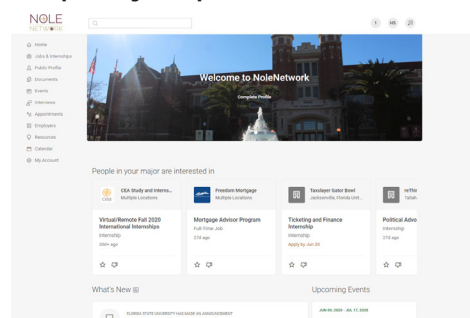 NOLE
NETWORK
Home
Jobs & Internships
Public Profile
Documents
Events
Interviews
Appointments
Employers
Resources
Calendar
My Account
Welcome to NoleNetwork
Complete Profile
People in your major are interested in
CEA Study and Interns...
Multiple Locations
Virtual/Remote Fall 2020
International Internships
Internship
30d+ ago
Freedom Mortgage
Multiple Locations
Mortgage Advisor Program
Full-Time Job
27d ago
Taxslayer Gator Bowl
Jacksonville, Florida Unit...
Ticketing and Finance
Internship
Internship
Apply by Jun 30
reThi
Tallah
Political Advo
Internship
27d ago
What's New
FLORIDA STATE UNIVERSITY HAS MADE AN ANNOUNCEMENT
Upcoming Events
JUN 09, 2020 - JUL 17, 2020